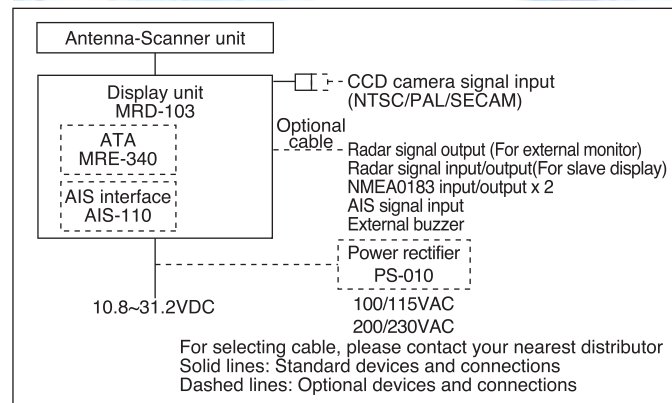 Antenna-Scanner unit
Display unit
MRD-103
ATA
MRE-340
AIS interface
AIS-110
CCD camera signal input
(NTSC/PAL/SECAM)
Optional
cable
Radar signal output (For external monitor)
Radar signal input/output(For slave display)
NMEA0183 input/output x 2
AIS signal input
External buzzer
Power rectifier
PS-010
10.8~31.2VDC
100/115VAC
200/230VAC
For selecting cable, please contact your nearest distributor
Solid lines: Standard devices and connections
Dashed lines: Optional devices and connections